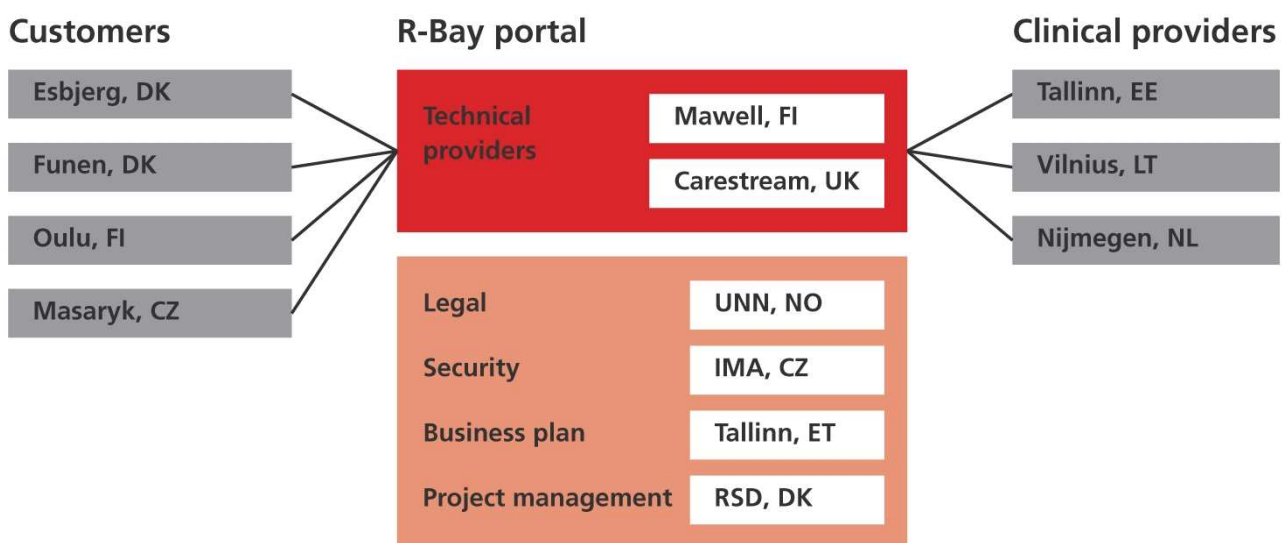 Customers
Esbjerg, DK
Funen, DK
Oulu, FI
Masaryk, CZ
R-Bay portal
Technical
providers
Mawell, FI
Carestream, UK
Legal
UNN, NO
Security
IMA, CZ
Business plan
Tallinn, ET
Project management
RSD, DK
Clinical providers
Tallinn, EE
Vilnius, LT
Nijmegen, NL